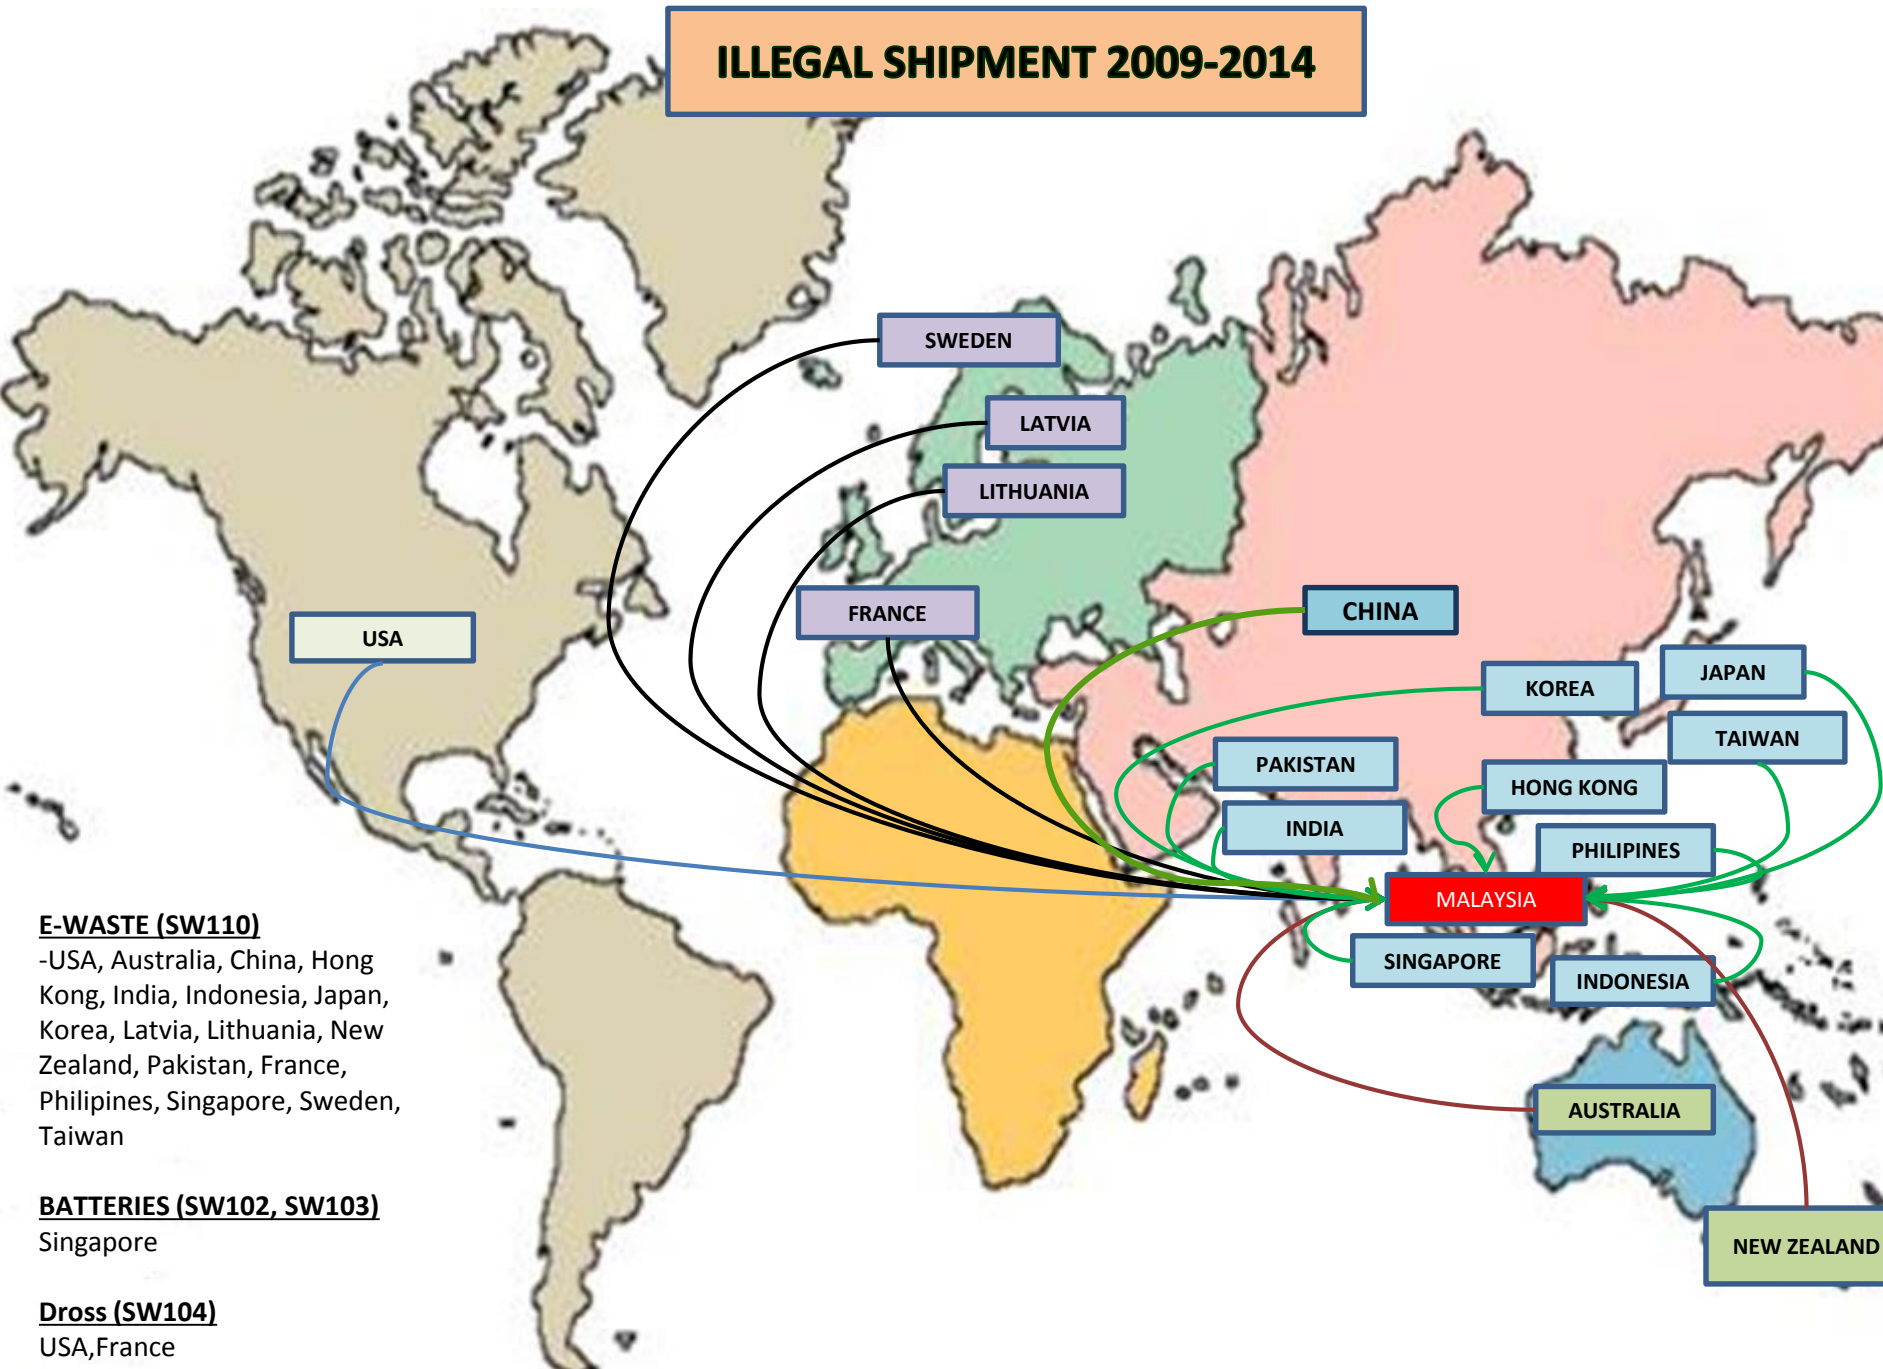 ILLEGAL SHIPMENT 2009-2014
SWEDEN
LATVIA
LITHUANIA
FRANCE
USA
CHINA
KOREA
JAPAN
TAIWAN
PAKISTAN
HONG KONG
INDIA
PHILIPINES
MALAYSIA
SINGAPORE
INDONESIA
AUSTRALIA
NEW ZEALAND
E-WASTE (SW110)
-USA, Australia, China, Hong
Kong, India, Indonesia, Japan,
Korea, Latvia, Lithuania, New
Zealand, Pakistan, France,
Philipines, Singapore, Sweden,
Taiwan
BATTERIES (SW102, SW103)
Singapore
Dross (SW104)
USA,France